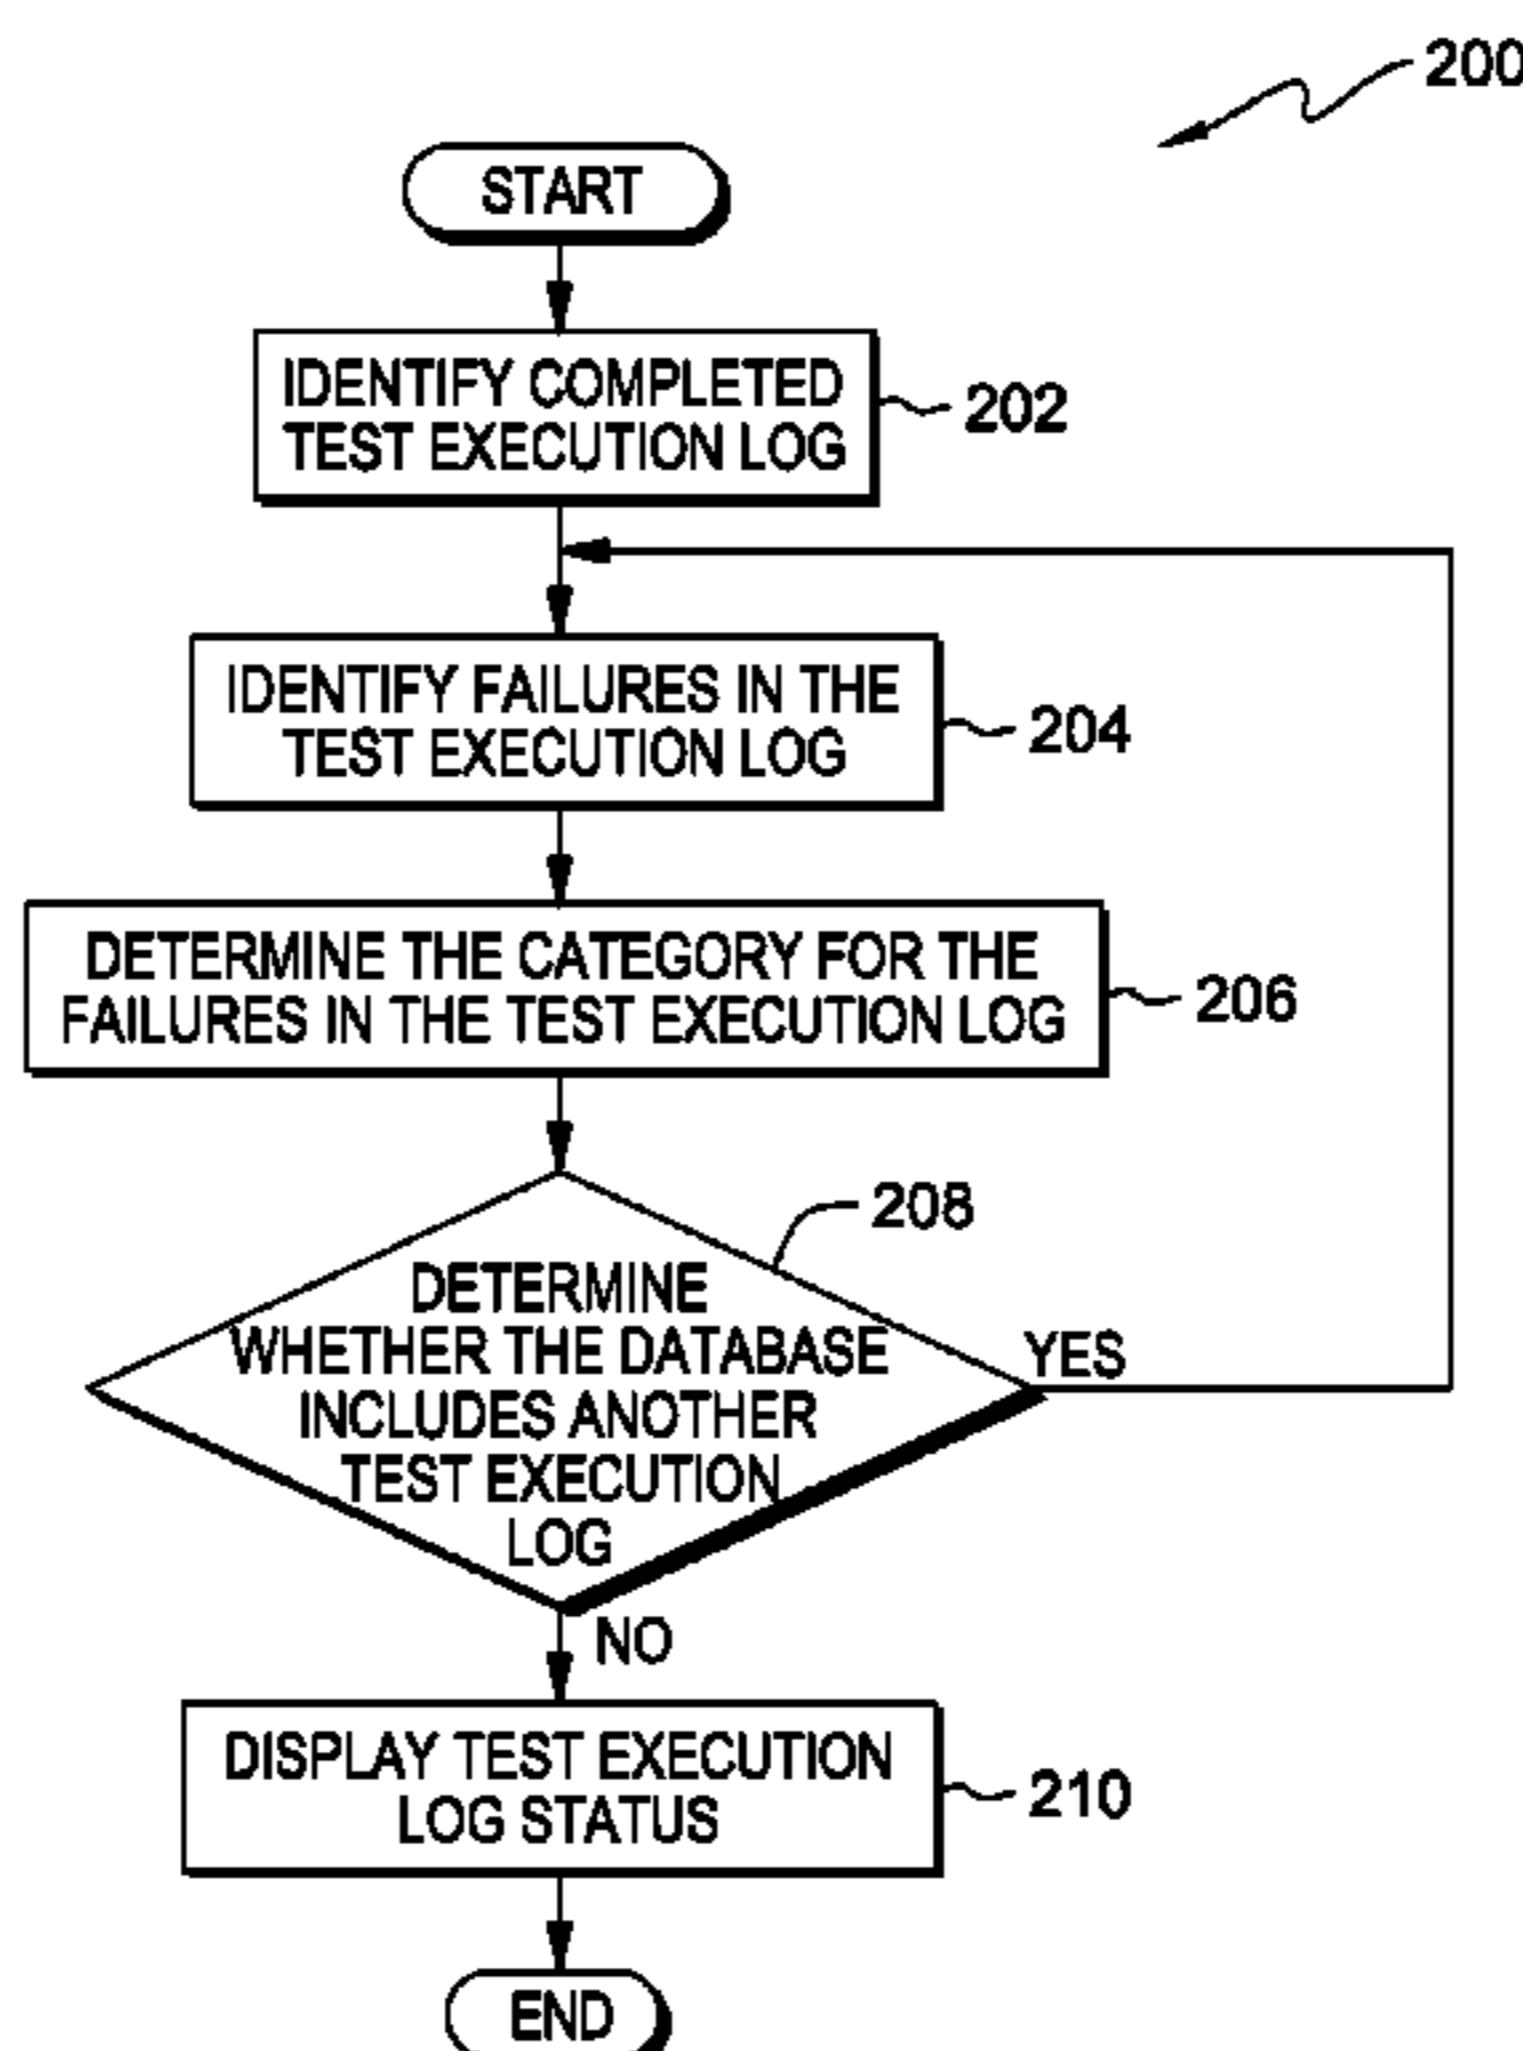 200
START
IDENTIFY COMPLETED
TEST EXECUTION LOG
202
IDENTIFY FAILURES IN THE
TEST EXECUTION LOG
204
DETERMINE THE CATEGORY FOR THE
FAILURES IN THE TEST EXECUTION LOG
206
208
DETERMINE
WHETHER THE DATABASE
INCLUDES ANOTHER
TEST EXECUTION
LOG
YES
NO
DISPLAY TEST EXECUTION
LOG STATUS
210
END